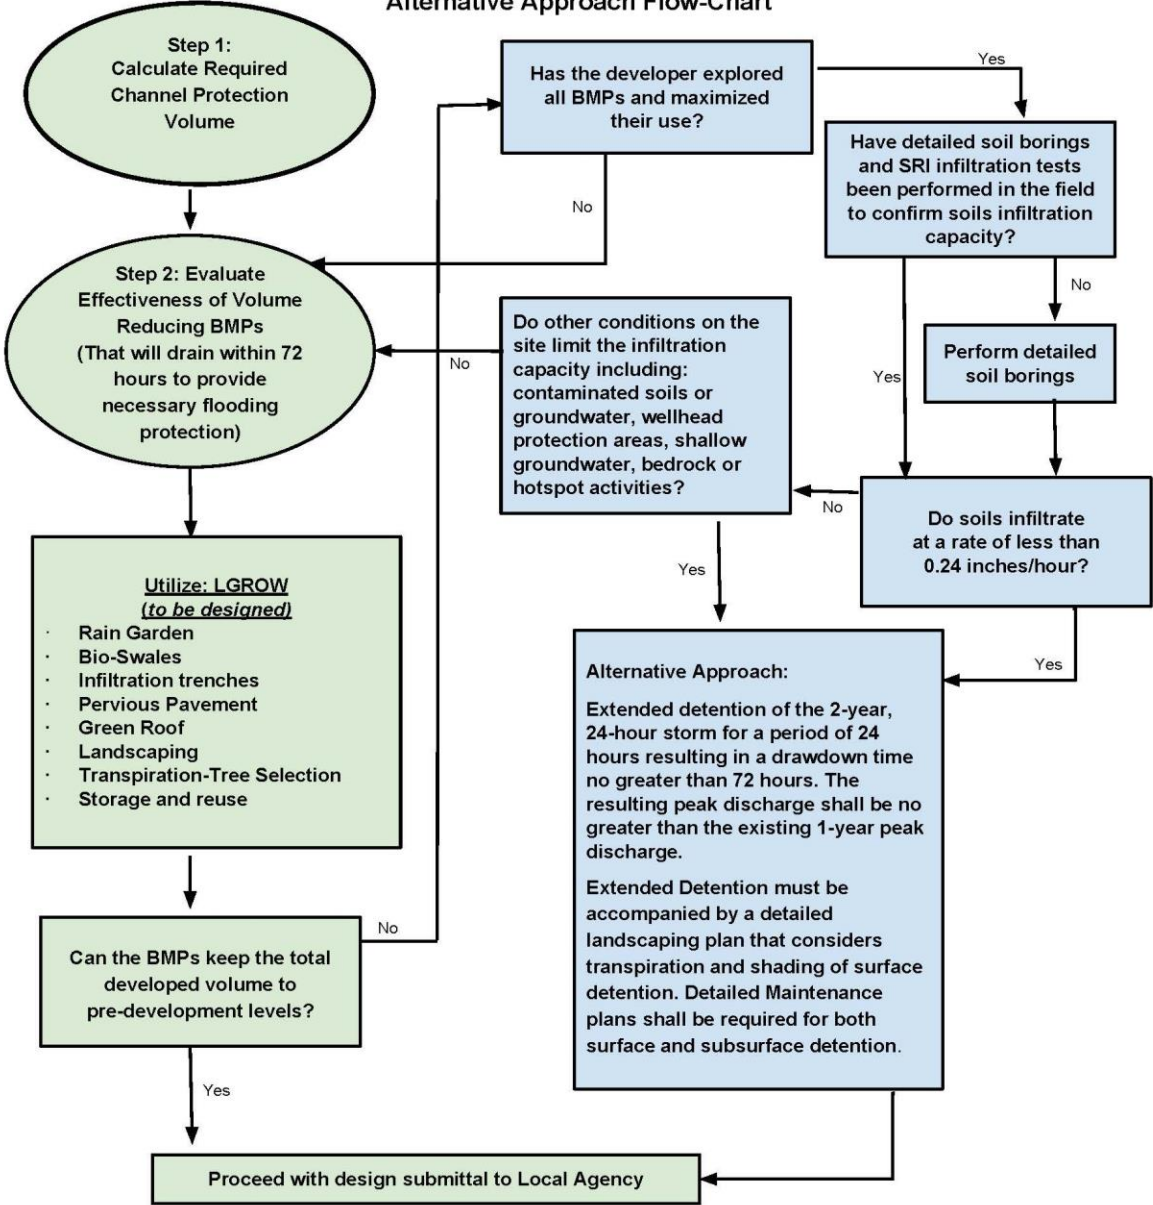 Alternative Approach Flow-Chart
Step 1:
Calculate Required
Channel Protection
Volume
Has the developer explored
all BMPs and maximized
their use?
Yes
Have detailed soil borings
and SRI infiltration tests
been performed in the field
to confirm soils infiltration
capacity?
No
Step 2: Evaluate
Effectiveness of Volume
Reducing BMPs
(That will drain within 72
hours to provide
necessary flooding
protection)
No
Do other conditions on the
site limit the infiltration
capacity including:
contaminated soils or
groundwater, wellhead
protection areas, shallow
groundwater, bedrock or
hotspot activities?
No
Perform detailed
soil borings
Yes
No
Do soils infiltrate
at a rate of less than
0.24 inches/hour?
Yes
Yes
Utilize: LGROW
(to be designed)
· Rain Garden
· Bio-Swales
· Infiltration trenches
· Pervious Pavement
· Green Roof
· Landscaping
· Transpiration-Tree Selection
· Storage and reuse
Alternative Approach:
Extended detention of the 2-year,
24-hour storm for a period of 24
hours resulting in a drawdown time
no greater than 72 hours. The
resulting peak discharge shall be no
greater than the existing 1-year peak
discharge.
Extended Detention must be
accompanied by a detailed
landscaping plan that considers
transpiration and shading of surface
detention. Detailed Maintenance
plans shall be required for both
surface and subsurface detention.
Can the BMPs keep the total
developed volume to
pre-development levels?
No
Yes
Proceed with design submittal to Local Agency